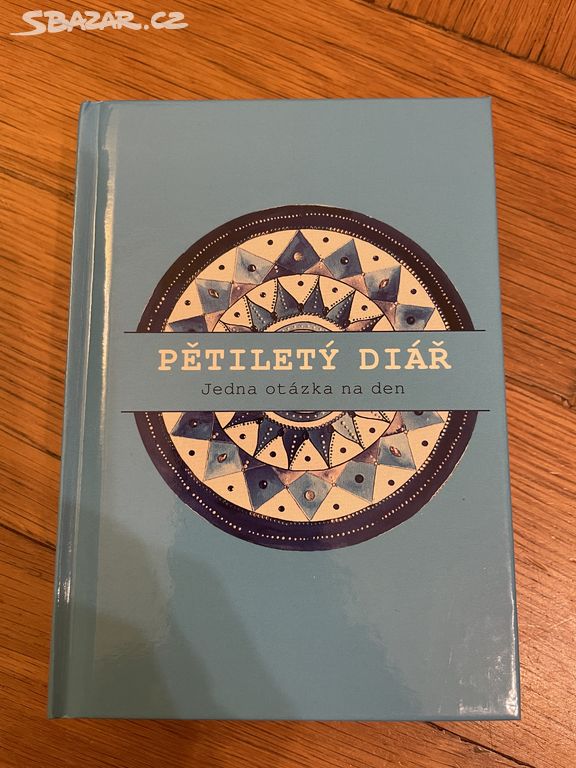 SBAZAR.CZ
PĚTILETÝ DIÁŘ
Jedna otázka na den